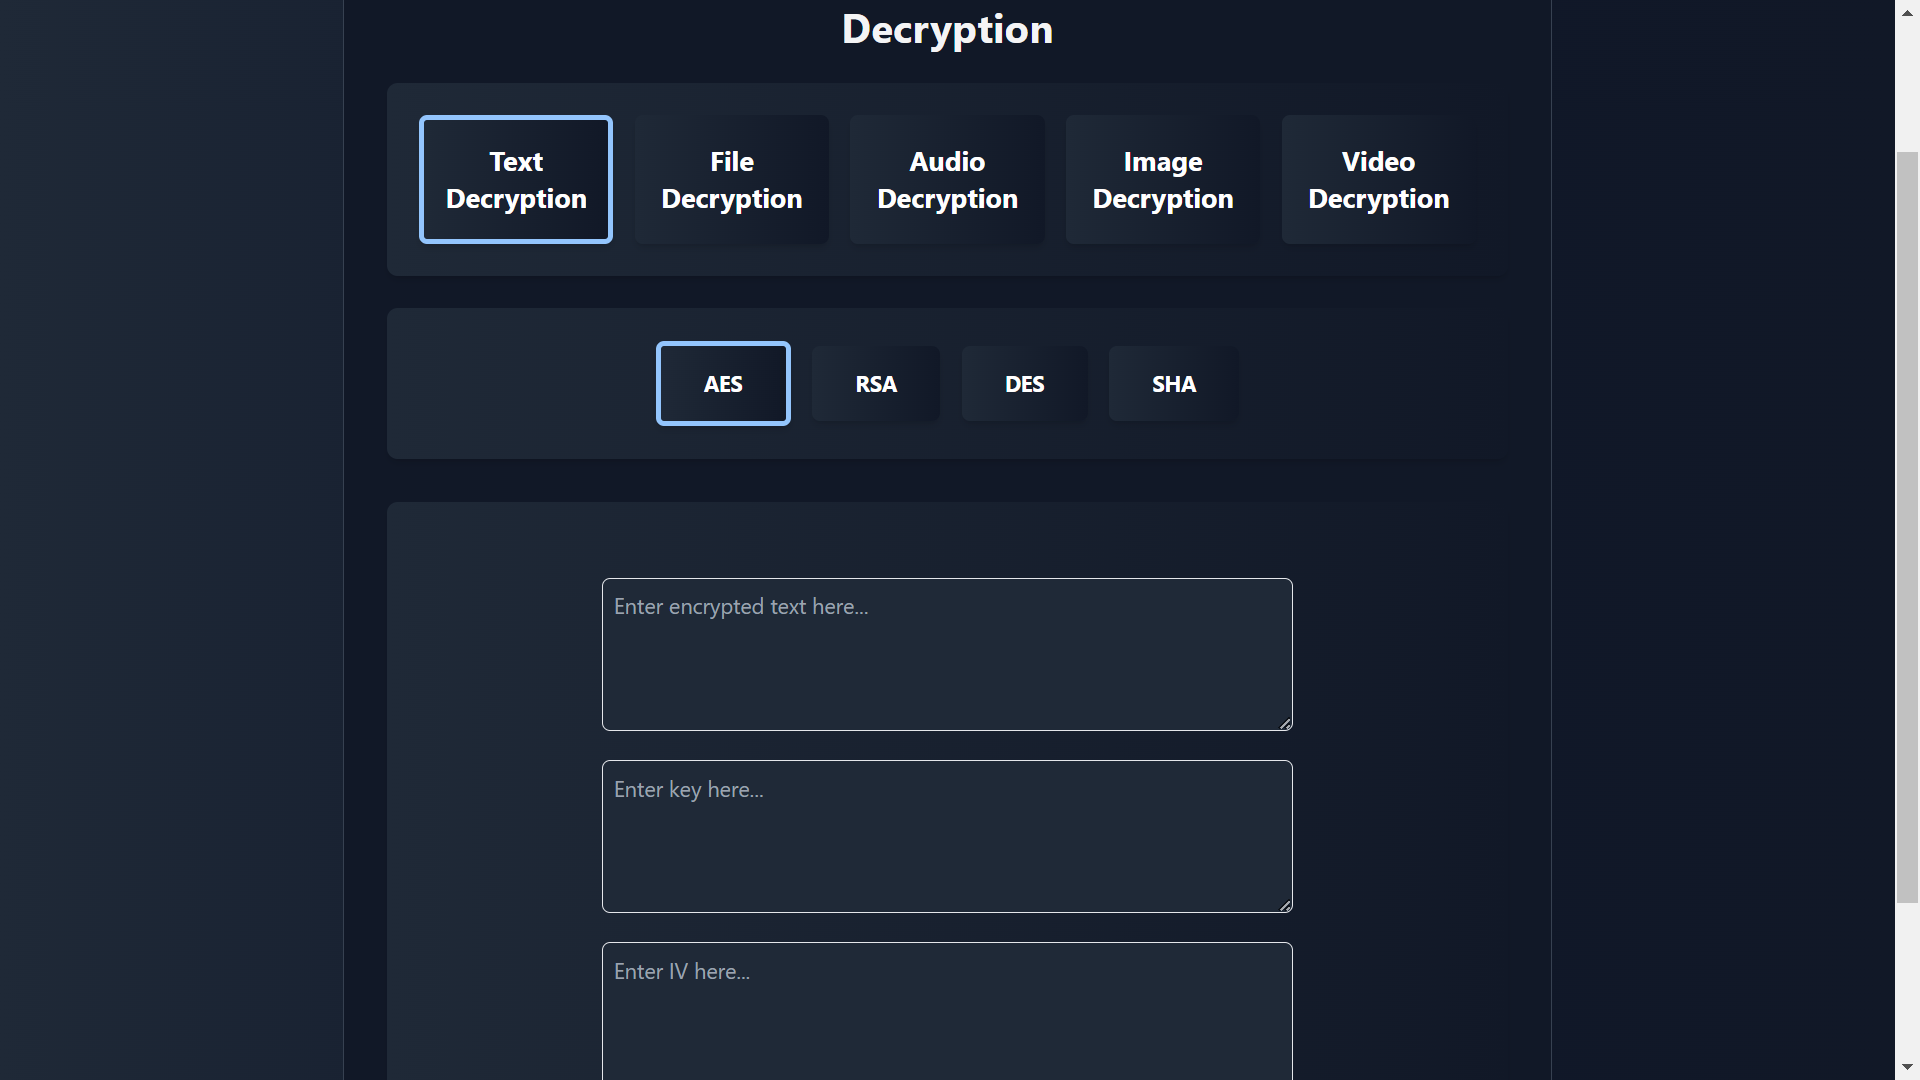 Decryption
Text
Decryption
File
Decryption
Audio
Decryption
Image
Decryption
Video
Decryption
AES
RSA
DES
SHA
Enter encrypted text here...
Enter key here...
Enter IV here...